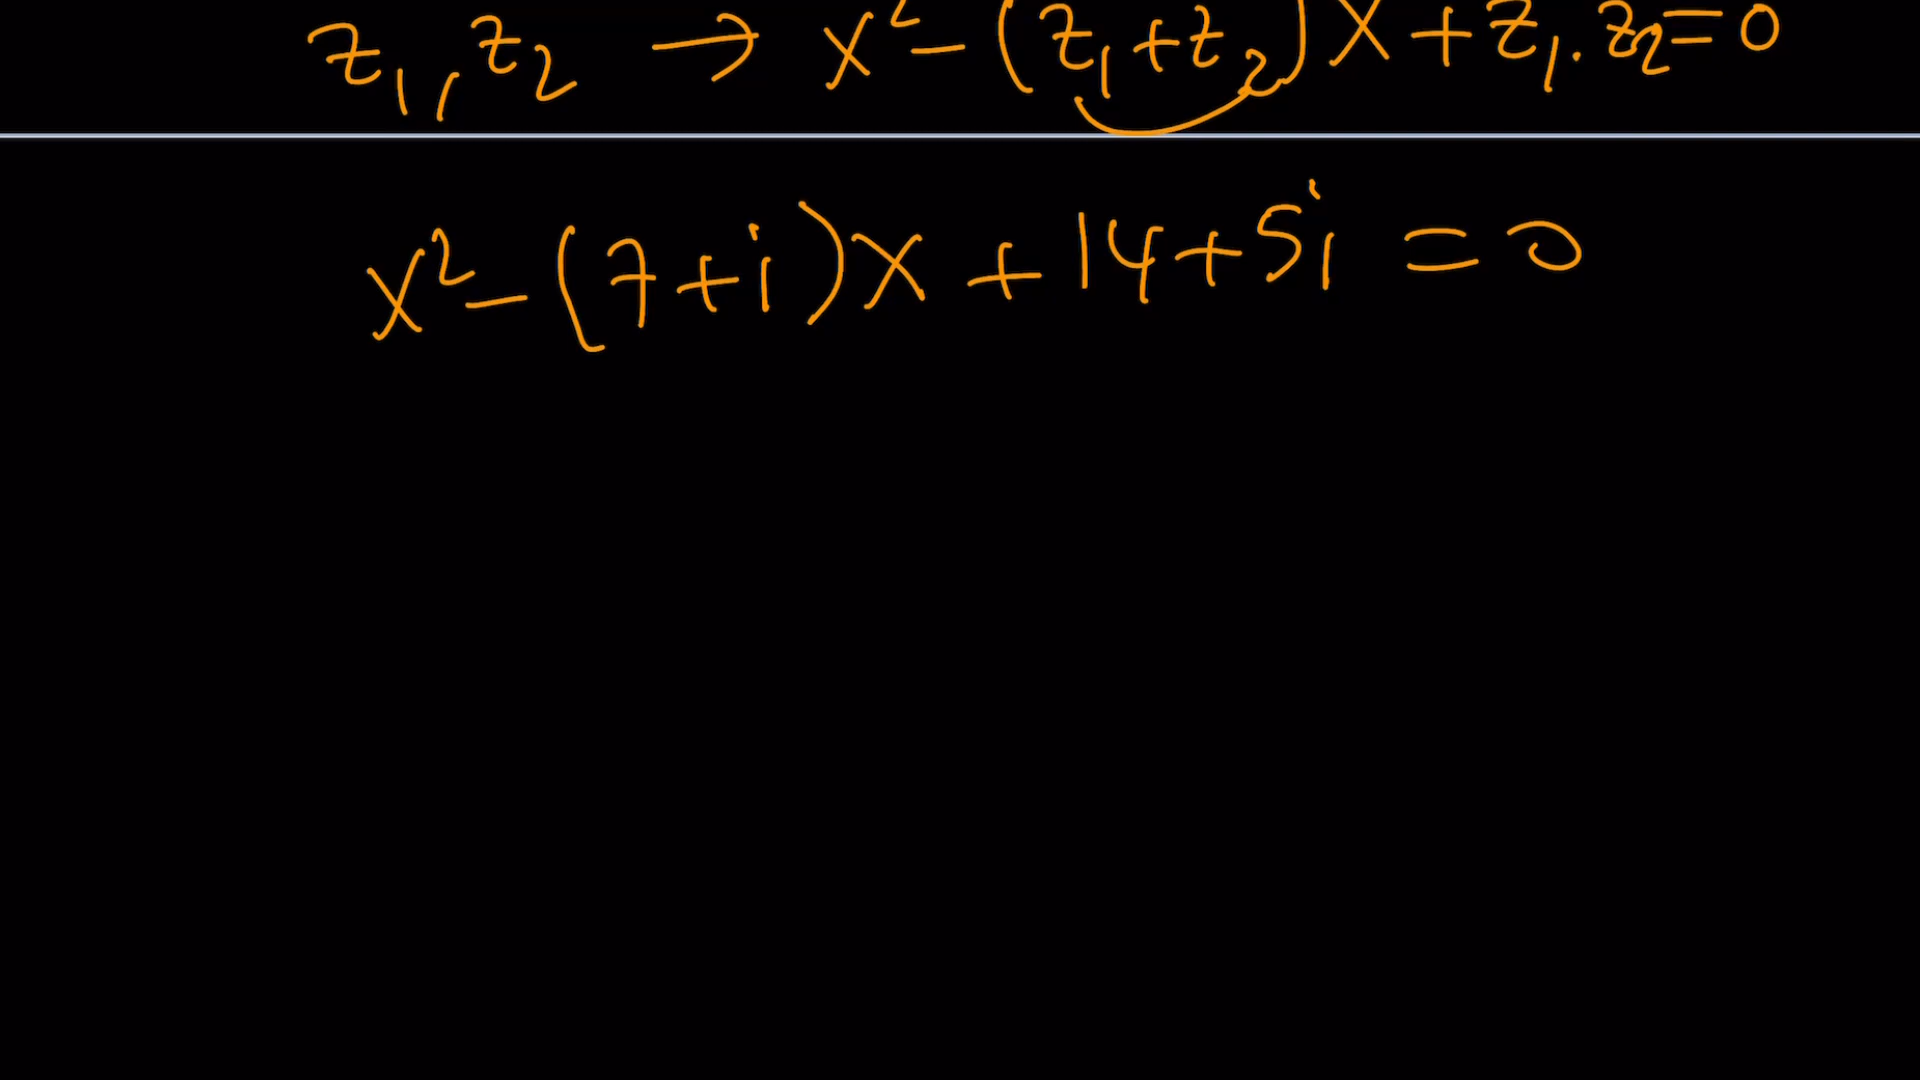 z₁, z₂ → x² - (z₁ + z₂)x + z₁ . z₂ = 0
x² - (7 + i)x + 14 + 5i = 0